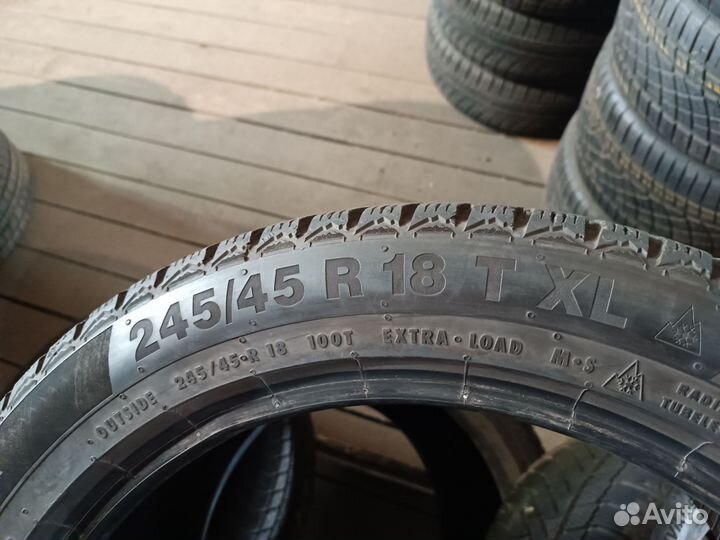 245/45 R 18 T XL
OUTSIDE 245/45·R 18 100T EXTRA·LOAD M·S
Avito